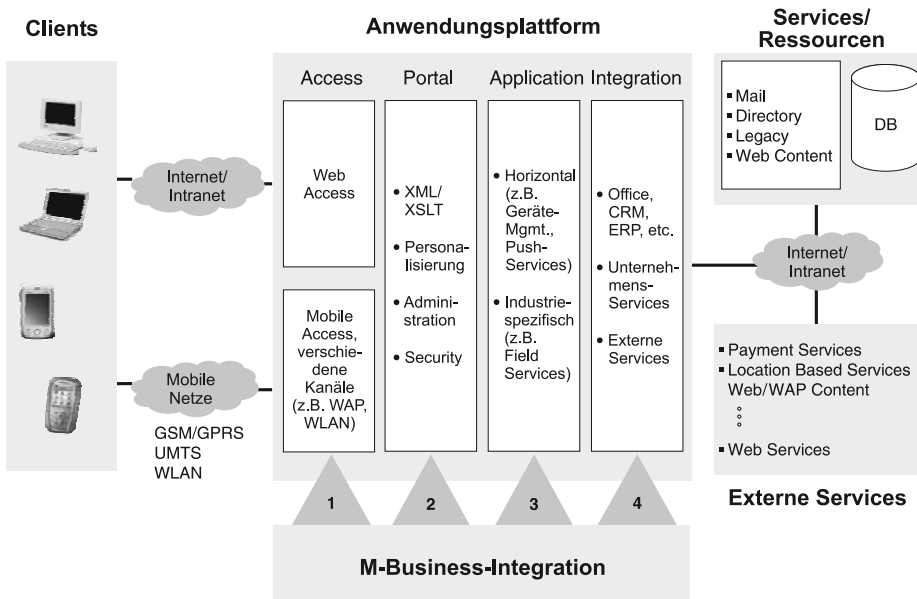 Clients
Anwendungsplattform
Services/
Ressourcen
Access
Portal
Application
Integration
Internet/
Intranet
Mobile
Netze
GSM/GPRS
UMTS
WLAN
Web
Access
Mobile
Access,
verschie-
dene
Kanäle
(z.B. WAP,
WLAN)
• XML/
XSLT
• Persona-
lisierung
• Admini-
stration
• Security
• Horizontal
(z.B.
Geräte-
Mgmt.,
Push-
Services)
• Industrie-
spezifisch
(z.B.
Field
Services)
• Office,
CRM,
ERP, etc.
• Unterneh-
mens-
Services
• Externe
Services
▪ Mail
▪ Directory
▪ Legacy
▪ Web Content
DB
Internet/
Intranet
▪ Payment Services
▪ Location Based Services
Web/WAP Content
▪ Web Services
Externe Services
1
2
3
4
M-Business-Integration